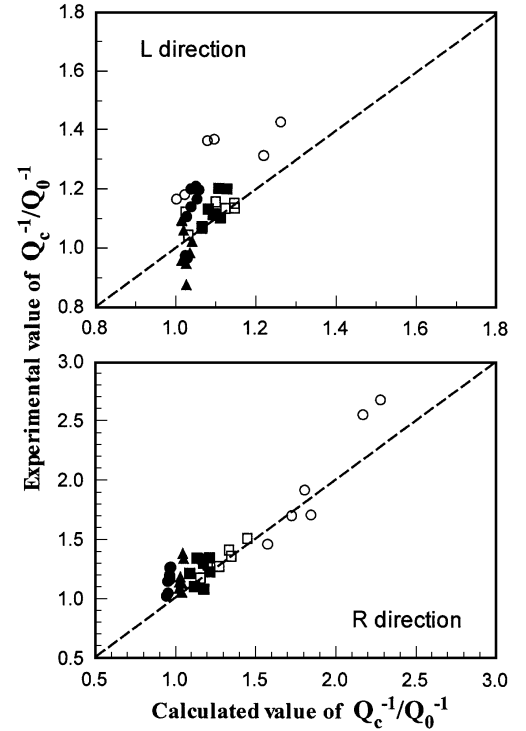 1.8
L direction
1.6
1.4
1.2
1.0
0.8
0.8 1.0 1.2 1.4 1.6 1.8
Experimental value of Qc⁻¹/Q0⁻¹
3.0
2.5
2.0
1.5
1.0
R direction
0.5
0.5 1.0 1.5 2.0 2.5 3.0
Calculated value of Qc⁻¹/Q0⁻¹